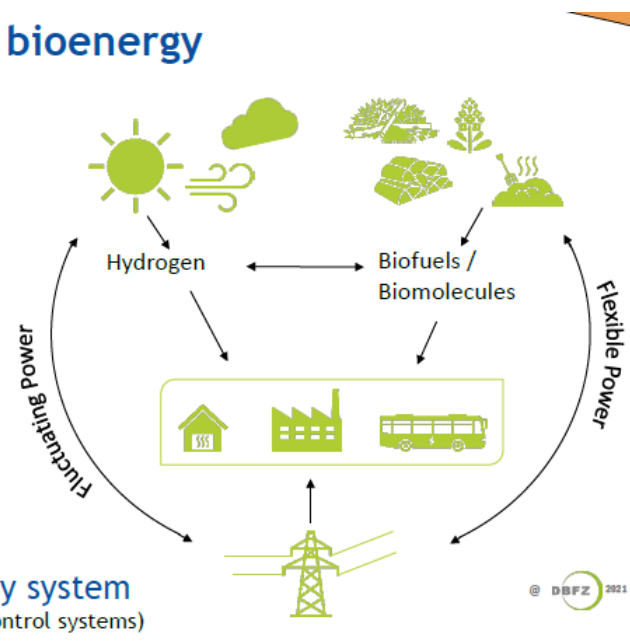 bioenergy
Hydrogen
Biofuels /
Biomolecules
Fluctuating Power
Flexible Power
y system
ontrol systems)
@ DBFZ 2021